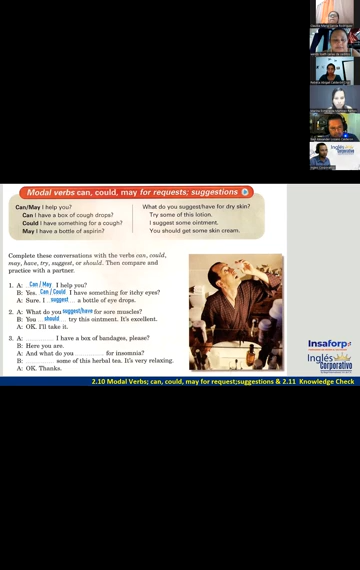 Modal verbs can, could, may for requests; suggestions
Can/May I help you?
Can I have a box of cough drops?
Could I have something for a cough?
May I have a bottle of aspirin?
What do you suggest/have for dry skin?
Try some of this lotion.
I suggest some ointment.
You should get some skin cream.
Complete these conversations with the verbs can, could,
may, have, try, suggest, or should. Then compare and
practice with a partner.
1. A: Can / May I help you?
B: Yes. Can / Could I have something for itchy eyes?
A: Sure. I suggest a bottle of eye drops.
2. A: What do you suggest/have for sore muscles?
B: You should try this ointment. It's excellent.
A: OK. I'll take it.
3. A: ............ I have a box of bandages, please?
B: Here you are.
A: And what do you ............ for insomnia?
B: ............ some of this herbal tea. It's very relaxing.
A: OK. Thanks.
Insaforp
Inglés
Corporativo
2.10 Modal Verbs; can, could, may for request;suggestions & 2.11 Knowledge Check